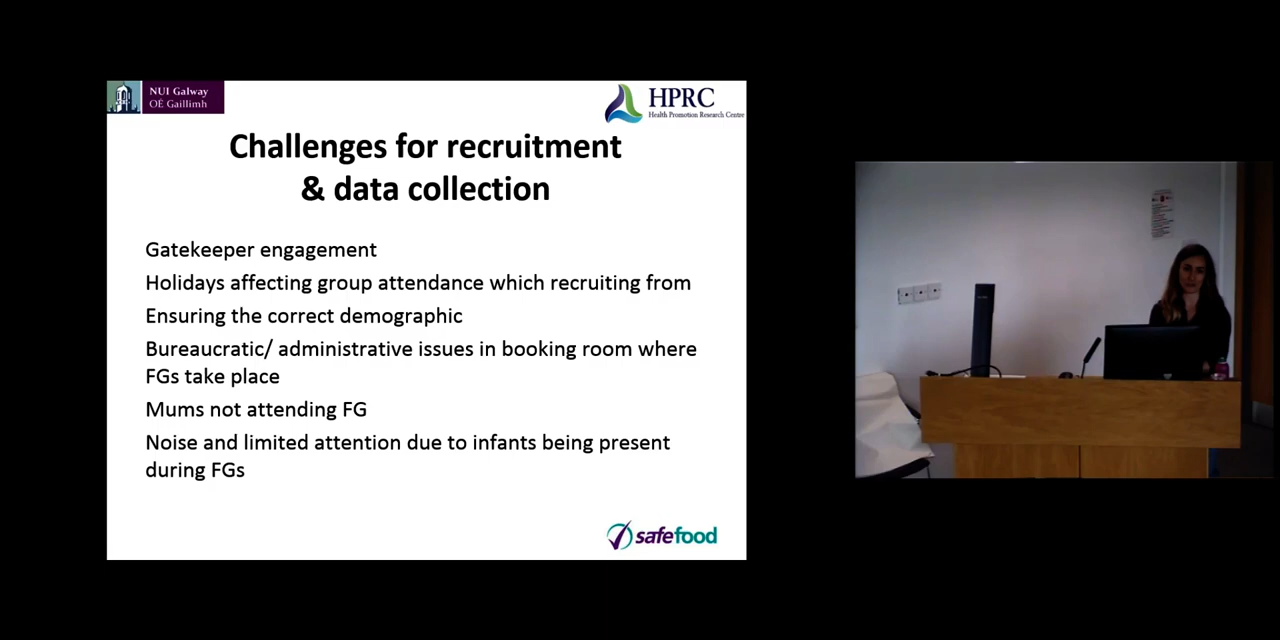 NUI Galway
OÉ Gaillimh
HPRC
Health Promotion Research Centre
Challenges for recruitment
& data collection
Gatekeeper engagement
Holidays affecting group attendance which recruiting from
Ensuring the correct demographic
Bureaucratic/ administrative issues in booking room where
FGs take place
Mums not attending FG
Noise and limited attention due to infants being present
during FGs
safefood